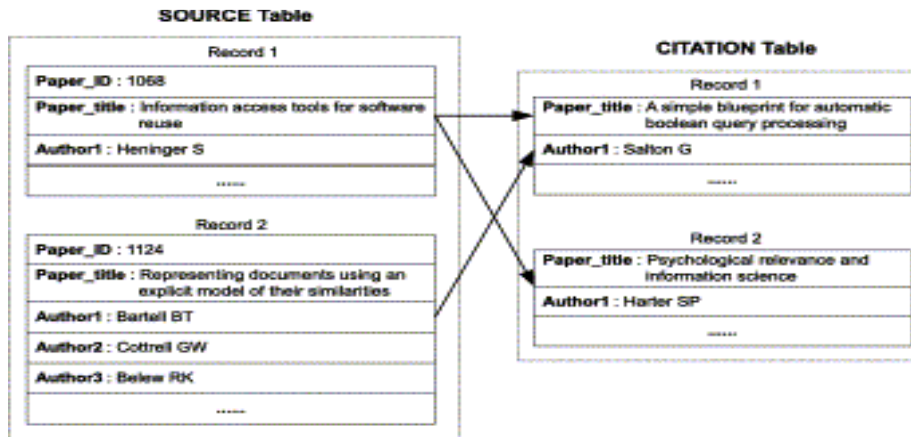 SOURCE Table
Record 1
Paper_ID : 1068
Paper_title : Information access tools for software
reuse
Author1 : Heninger S
......
Record 2
Paper_ID : 1124
Paper_title : Representing documents using an
explicit model of their similarities
Author1 : Bartell BT
Author2 : Cottrell GW
Author3 : Belew RK
......
CITATION Table
Record 1
Paper_title : A simple blueprint for automatic
boolean query processing
Author1 : Salton G
......
Record 2
Paper_title : Psychological relevance and
information science
Author1 : Harter SP
......